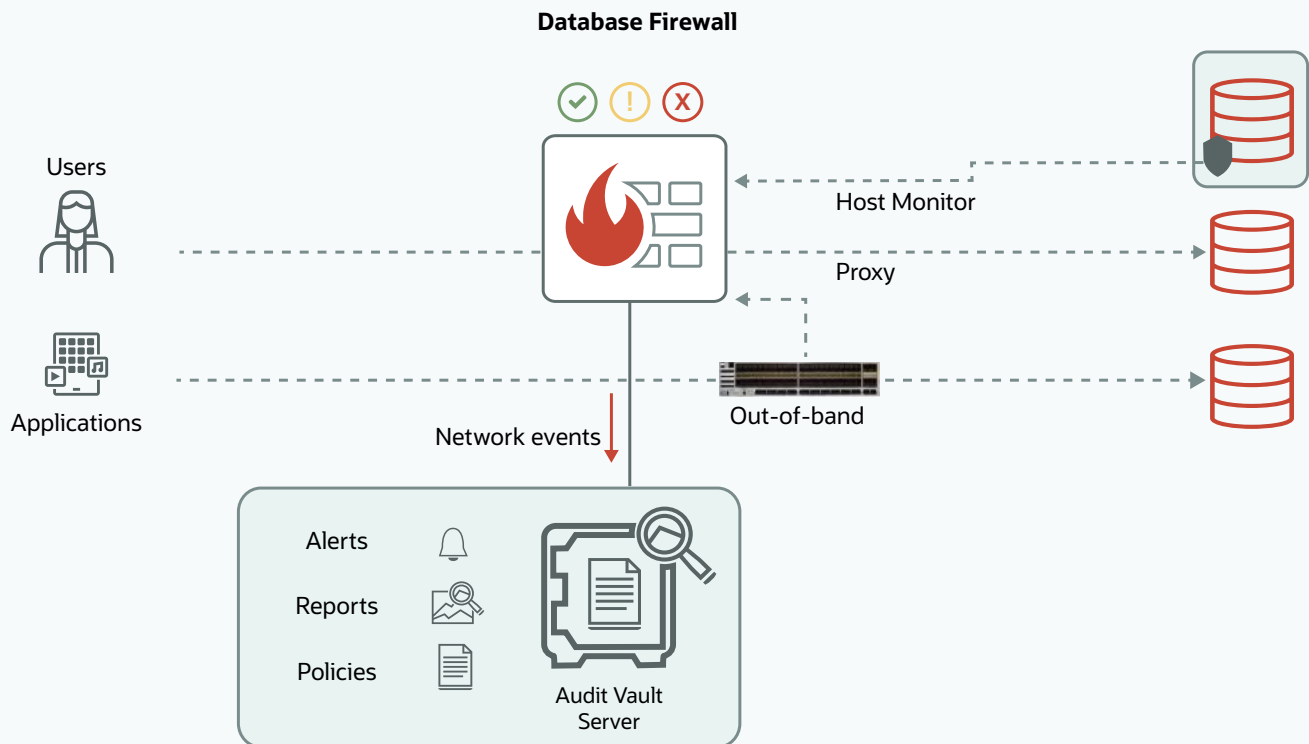 Database Firewall
! X
Users
Host Monitor
Proxy
Applications
Out-of-band
Network events
Alerts
Reports
Policies
Audit Vault
Server